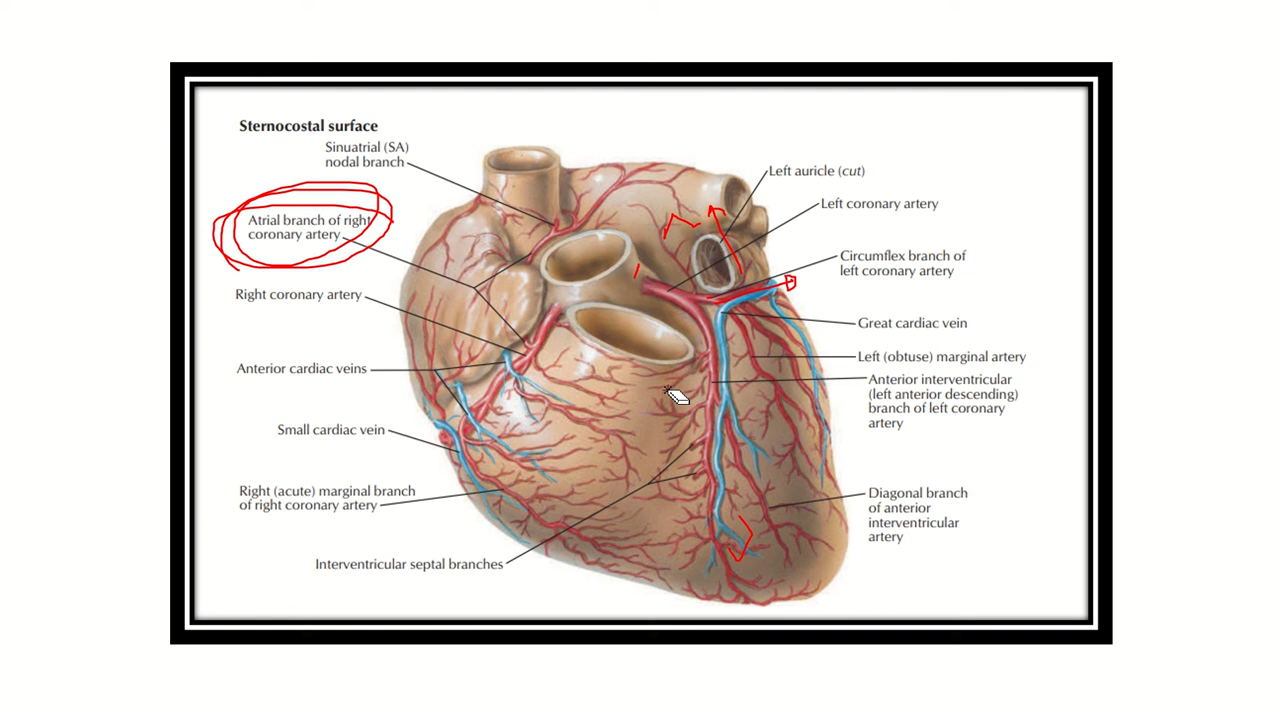 Sternocostal surface
Sinuatrial (SA)
nodal branch
Atrial branch of right
coronary artery
Right coronary artery
Anterior cardiac veins
Small cardiac vein
Right (acute) marginal branch
of right coronary artery
Interventricular septal branches
Left auricle (cut)
Left coronary artery
Circumflex branch of
left coronary artery
Great cardiac vein
Left (obtuse) marginal artery
Anterior interventricular
(left anterior descending)
branch of left coronary
artery
Diagonal branch
of anterior
interventricular
artery